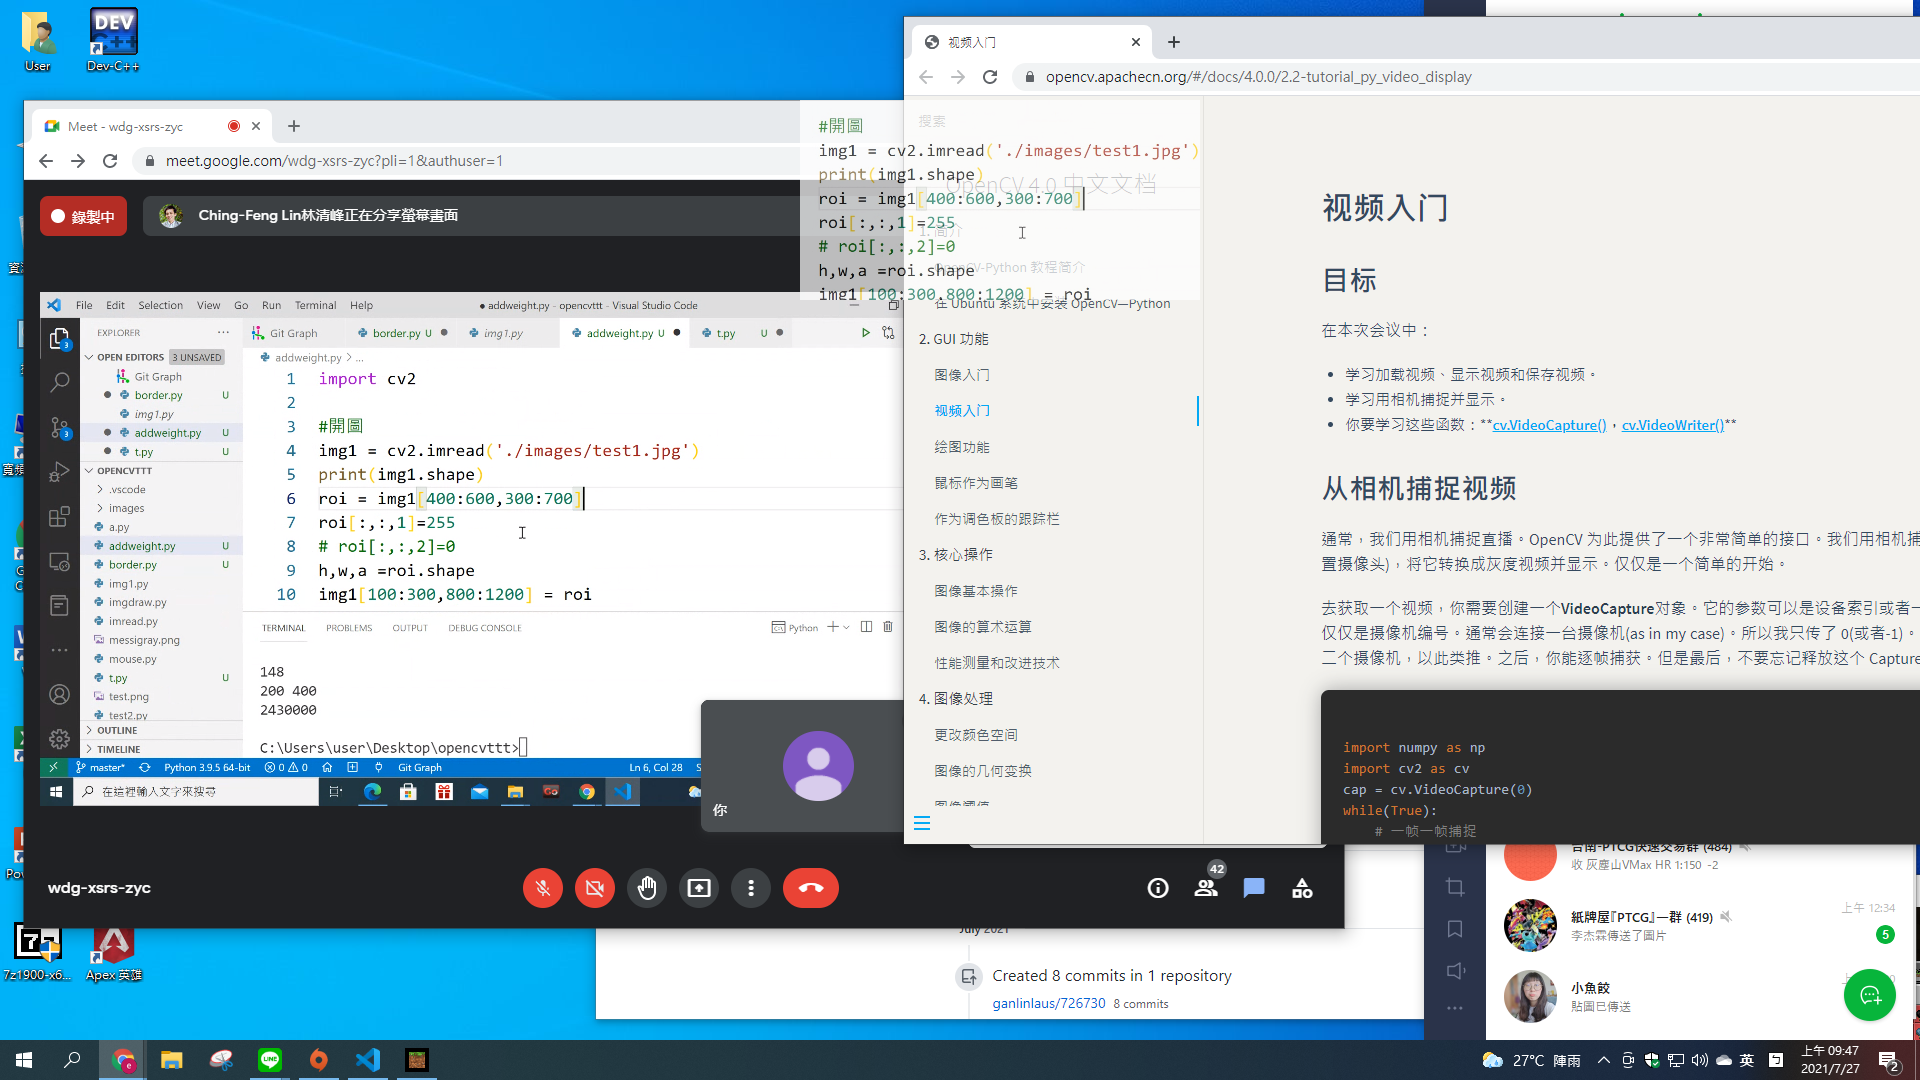 User
Dev-C++
Meet - wdg-xsrs-zyc
meet.google.com/wdg-xsrs-zyc?pli=1&authuser=1
錄製中
Ching-Feng Lin林清峰正在分享螢幕畫面
File Edit Selection View Go Run Terminal Help
● addweight.py - opencvttt - Visual Studio Code
EXPLORER
Git Graph
border.py U
img1.py
addweight.py U
t.py U
OPEN EDITORS 3 UNSAVED
Git Graph
border.py U
img1.py
addweight.py U
t.py U
OPENCVTTT
.vscode
images
a.py
addweight.py U
border.py U
img1.py
imgdraw.py
imread.py
messigray.png
mouse.py
t.py U
test.png
test2.py
OUTLINE
TIMELINE
addweight.py > ...
1 import cv2
2
3 #開圖
4 img1 = cv2.imread('./images/test1.jpg')
5 print(img1.shape)
6 roi = img1[400:600,300:700]
7 roi[:,:,1]=255
8 # roi[:,:,2]=0
9 h,w,a =roi.shape
10 img1[100:300,800:1200] = roi
TERMINAL PROBLEMS OUTPUT DEBUG CONSOLE
Python
148
200 400
2430000
C:\Users\user\Desktop\opencvttt>
master* Python 3.9.5 64-bit 0 0 Git Graph Ln 6, Col 28
在這裡輸入文字來搜尋
你
wdg-xsrs-zyc
42
#開圖
img1 = cv2.imread('./images/test1.jpg')
print(img1.shape)
roi = img1[400:600,300:700]
roi[:,:,1]=255
# roi[:,:,2]=0
h,w,a =roi.shape
img1[100:300,800:1200] = roi
视频入门
opencv.apachecn.org/#/docs/4.0.0/2.2-tutorial_py_video_display
搜索
OpenCV 4.0 中文文档
1. 简介
OpenCV-Python 教程简介
在 Ubuntu 系统中安装 OpenCV—Python
2. GUI 功能
图像入门
视频入门
绘图功能
鼠标作为画笔
作为调色板的跟踪栏
3. 核心操作
图像基本操作
图像的算术运算
性能测量和改进技术
4. 图像处理
更改颜色空间
图像的几何变换
图像阈值
视频入门
目标
在本次会议中：
学习加载视频、显示视频和保存视频。
学习用相机捕捉并显示。
你要学习这些函数：**cv.VideoCapture()，cv.VideoWriter()**
从相机捕捉视频
通常，我们用相机捕捉直播。OpenCV 为此提供了一个非常简单的接口。我们用相机捕
置摄像头)，将它转换成灰度视频并显示。仅仅是一个简单的开始。
去获取一个视频，你需要创建一个VideoCapture对象。它的参数可以是设备索引或者一
仅仅是摄像机编号。通常会连接一台摄像机(as in my case)。所以我只传了 0(或者-1)。
二个摄像机，以此类推。之后，你能逐帧捕获。但是最后，不要忘记释放这个 Capture
import numpy as np
import cv2 as cv
cap = cv.VideoCapture(0)
while(True):
# 一帧一帧捕捉
台南-PTCG快速交易群 (484)
收 灰塵山VMax HR 1:150 -2
紙牌屋『PTCG』一群 (419)
上午 12:34
李杰霖傳送了圖片
5
小魚餃
貼圖已傳送
July 2021
Created 8 commits in 1 repository
ganlinlaus/726730 8 commits
7z1900-x6...
Apex 英雄
27°C 陣雨
英
上午 09:47
2021/7/27
2